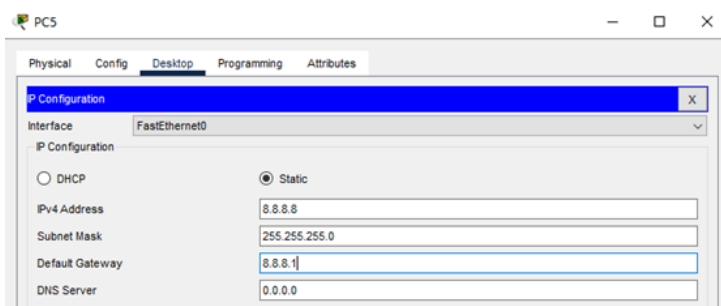 PC5
Physical Config Desktop Programming Attributes
IP Configuration X
Interface FastEthernet0
IP Configuration
DHCP Static
IPv4 Address 8.8.8.8
Subnet Mask 255.255.255.0
Default Gateway 8.8.8.1
DNS Server 0.0.0.0